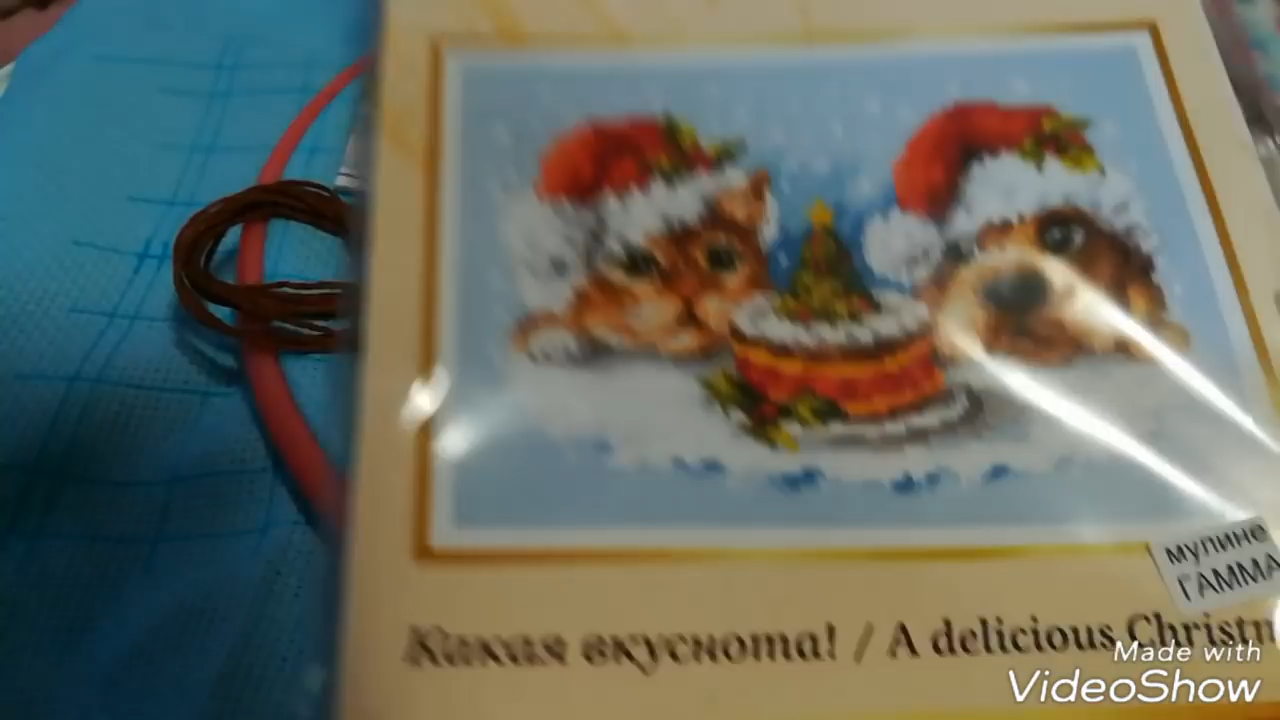 мулине
ГАММА
Какая вкуснота! / A delicious Christm
Made with
VideoShow